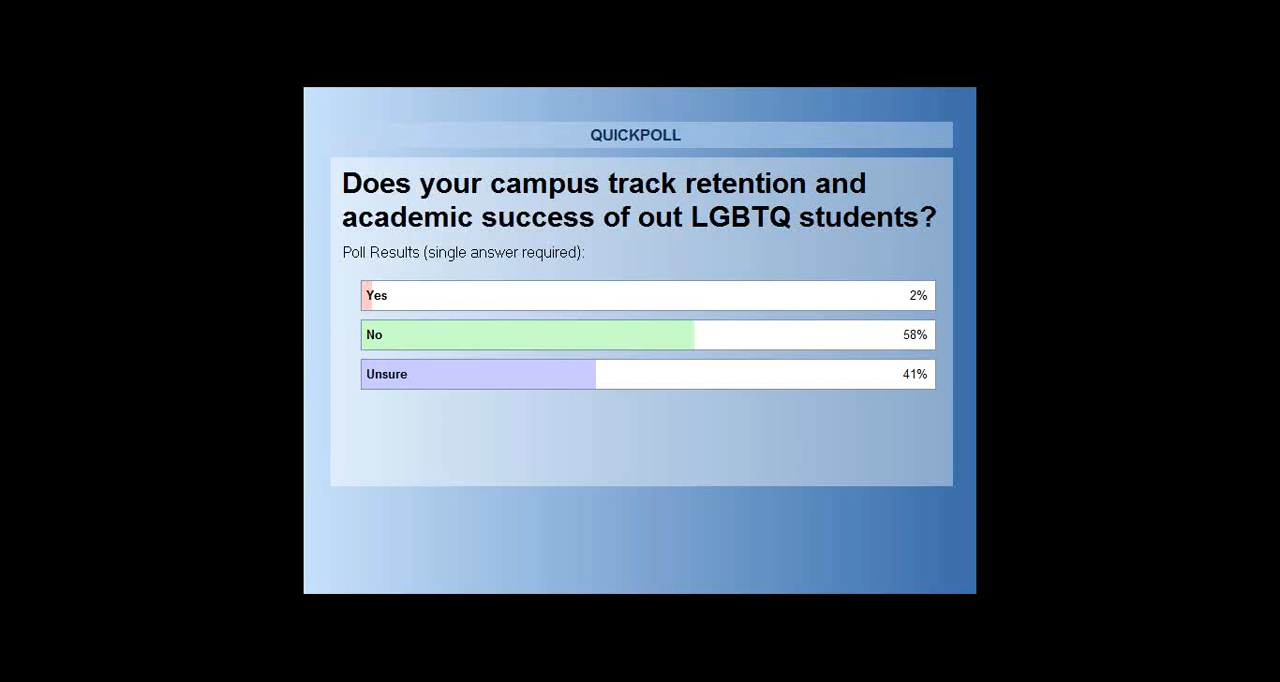 QUICKPOLL
Does your campus track retention and
academic success of out LGBTQ students?
Poll Results (single answer required):
Yes 2%
No 58%
Unsure 41%